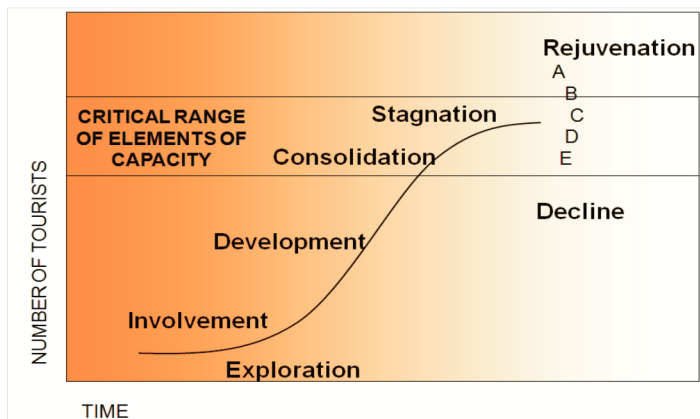 Rejuvenation
A
B
CRITICAL RANGE
OF ELEMENTS OF
CAPACITY
Stagnation
C
D
Consolidation
E
Decline
Development
NUMBER OF TOURISTS
Involvement
Exploration
TIME